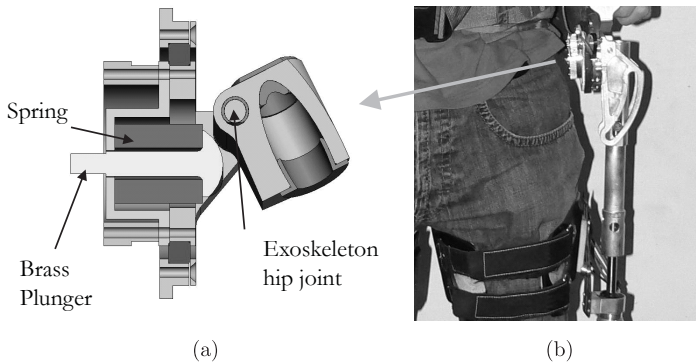 Spring
Brass
Plunger
Exoskeleton
hip joint
(a)
(b)